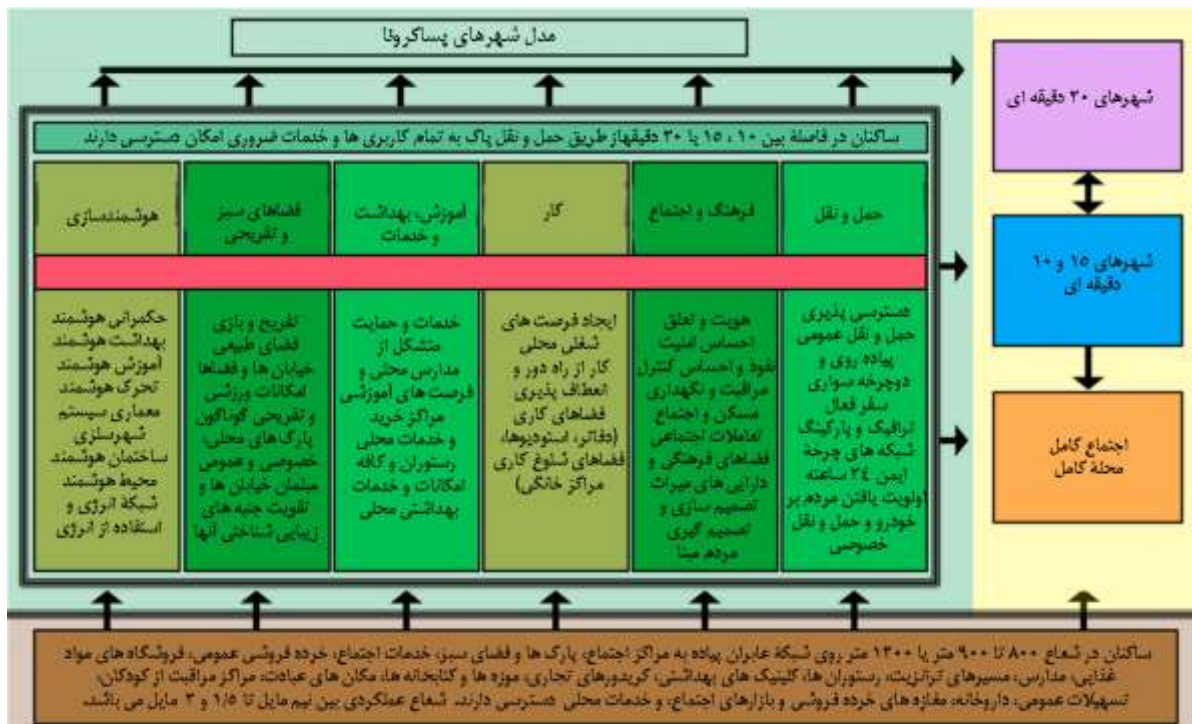 مدل شهرهای پساکرونا
ساکنان در فاصلۀ بین ۱۰ ، ۱۵ یا ۳۰ دقیقهاز طریق حمل و نقل پاک به تمام کاربری ها و خدمات ضروری امکان دسترسی دارند
حمل و نقل
دسترسی پذیری
حمل و نقل عمومی
پیاده روی و
دوچرخه سواری
سفر فعال
ترافیک و پارکینگ
شبکه های چرخۀ
ایمن ۲۴ ساعته
اولویت یافتن مردم بر
خودرو و حمل و نقل
خصوصی
فرهنگ و اجتماع
هویت و تعلق
احساس امنیت
نفوذ و احساس کنترل
مراقبت و نگهداری
مسکن و اجتماع
تعاملات اجتماعی
فضاهای فرهنگی و
دارایی های میراث
تصمیم سازی و
تصمیم گیری
مردم مبنا
کار
ایجاد فرصت های
شغلی محلی
کار از راه دور و
انعطاف پذیری
فضاهای کاری
(دفاتر، استودیوها،
فضاهای شلوغ کاری
مراکز خانگی)
آموزش، بهداشت
و خدمات
خدمات و حمایت
متشکل از
مدارس محلی و
فرصت های آموزشی
مراکز خرید
و خدمات محلی
رستوران و کافه
امکانات و خدمات
بهداشتی محلی
فضاهای سبز
و تفریحی
تفریح و بازی
فضای طبیعی
خیابان ها و فضاها
امکانات ورزشی
و تفریحی گوناگون
پارک های محلی،
خصوصی و عمومی
مبلمان خیابان ها و
تقویت جنبه های
زیبایی شناختی آنها
هوشمندسازی
حکمرانی هوشمند
بهداشت هوشمند
آموزش هوشمند
تحرک هوشمند
معماری سیستم
شهرسازی
ساختمان هوشمند
محیط هوشمند
شبکۀ انرژی و
استفاده از انرژی
شهرهای ۳۰ دقیقه ای
شهرهای ۱۵ و ۱۰
دقیقه ای
اجتماع کامل
محلۀ کامل
ساکنان در شعاع ۸۰۰ تا ۹۰۰ متر یا ۱۳۰۰ متر روی شبکۀ عابران پیاده به مراکز اجتماع، پارک ها و فضای سبز، خدمات اجتماع، خرده فروشی عمومی، فروشگاه های مواد
غذایی، مدارس، مسیرهای ترانزیت، رستوران ها، کلینیک های بهداشتی، کریدورهای تجاری، موزه ها و کتابخانه ها، مکان های عبادت، مراکز مراقبت از کودکان،
تسهیلات عمومی، داروخانه، مغازه های خرده فروشی و بازارهای اجتماع، و خدمات محلی دسترسی دارند. شعاع عملکردی بین نیم مایل تا ۱/۵ و ۳ مایل می باشد.